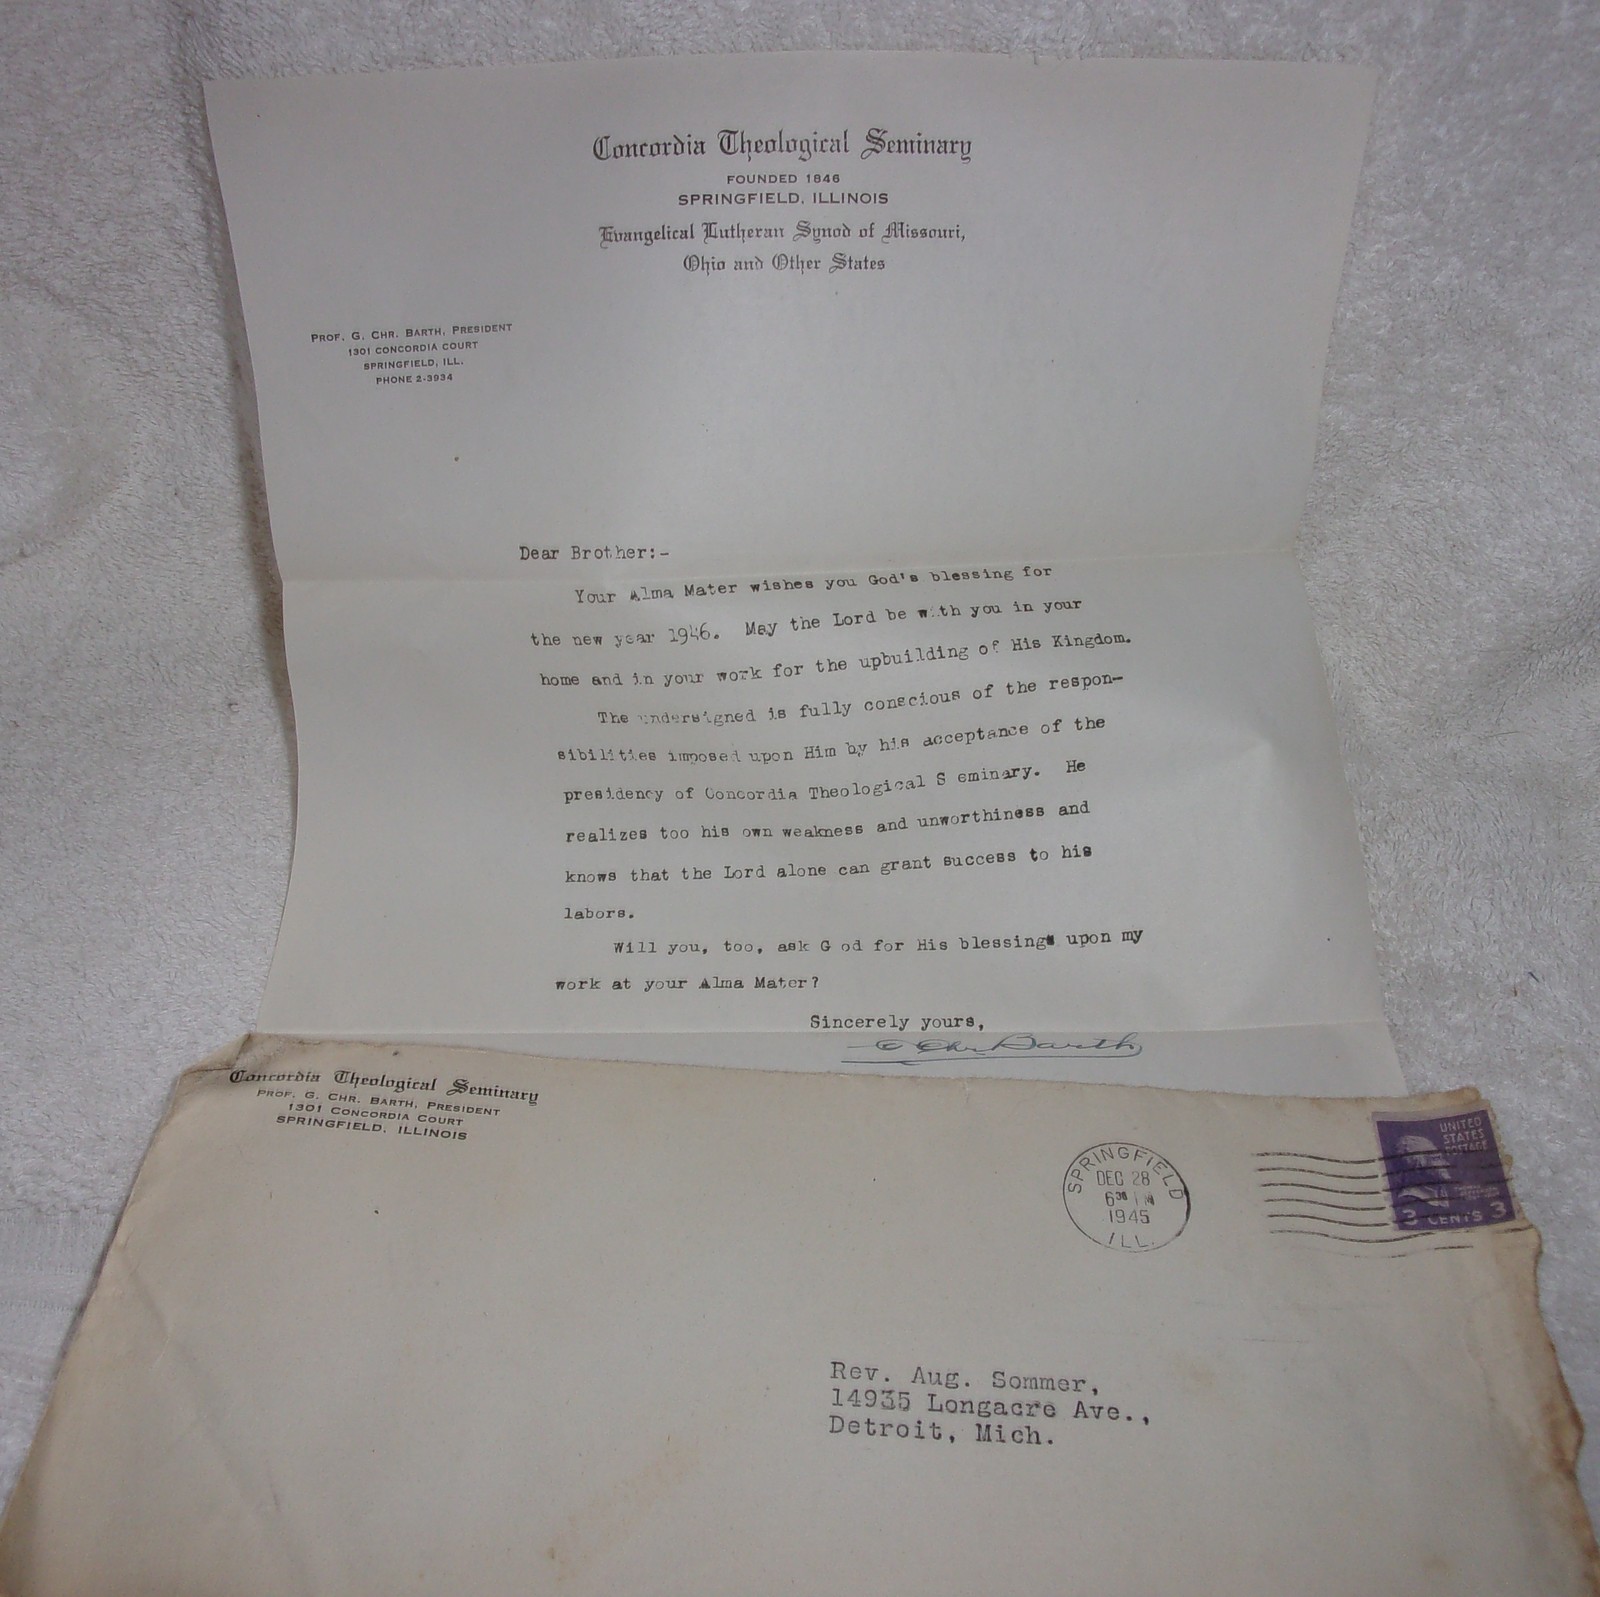 Concordia Theological Seminary
FOUNDED 1846
SPRINGFIELD, ILLINOIS
Evangelical Lutheran Synod of Missouri,
Ohio and Other States
PROF. G. CHR. BARTH, PRESIDENT
1301 CONCORDIA COURT
SPRINGFIELD, ILL.
PHONE 2-3934
Dear Brother:-
Your Alma Mater wishes you God's blessing for
the new year 1946. May the Lord be with you in your
home and in your work for the upbuilding of His Kingdom.
The undersigned is fully conscious of the respon-
sibilities imposed upon Him by his acceptance of the
presidency of Concordia Theological S eminary. He
realizes too his own weakness and unworthiness and
knows that the Lord alone can grant success to his
labors.
Will you, too, ask G od for His blessings upon my
work at your Alma Mater?
Sincerely yours,
G Chr. Barth
Concordia Theological Seminary
PROF. G. CHR. BARTH, PRESIDENT
1301 CONCORDIA COURT
SPRINGFIELD, ILLINOIS
SPRINGFIELD
DEC 28
6 30 PM
1945
ILL.
UNITED
STATES
POSTAGE
3 CENTS 3
Rev. Aug. Sommer,
14935 Longacre Ave.,
Detroit, Mich.